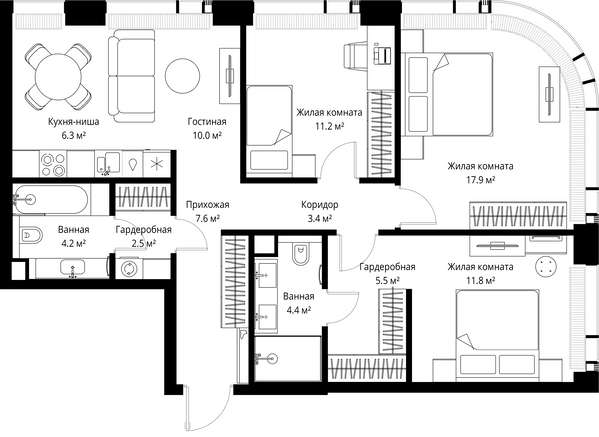 Кухня-ниша
6.3 м²
Гостиная
10.0 м²
Жилая комната
11.2 м²
Жилая комната
17.9 м²
Прихожая
7.6 м²
Коридор
3.4 м²
Ванная
4.2 м²
Гардеробная
2.5 м²
Гардеробная
5.5 м²
Жилая комната
11.8 м²
Ванная
4.4 м²